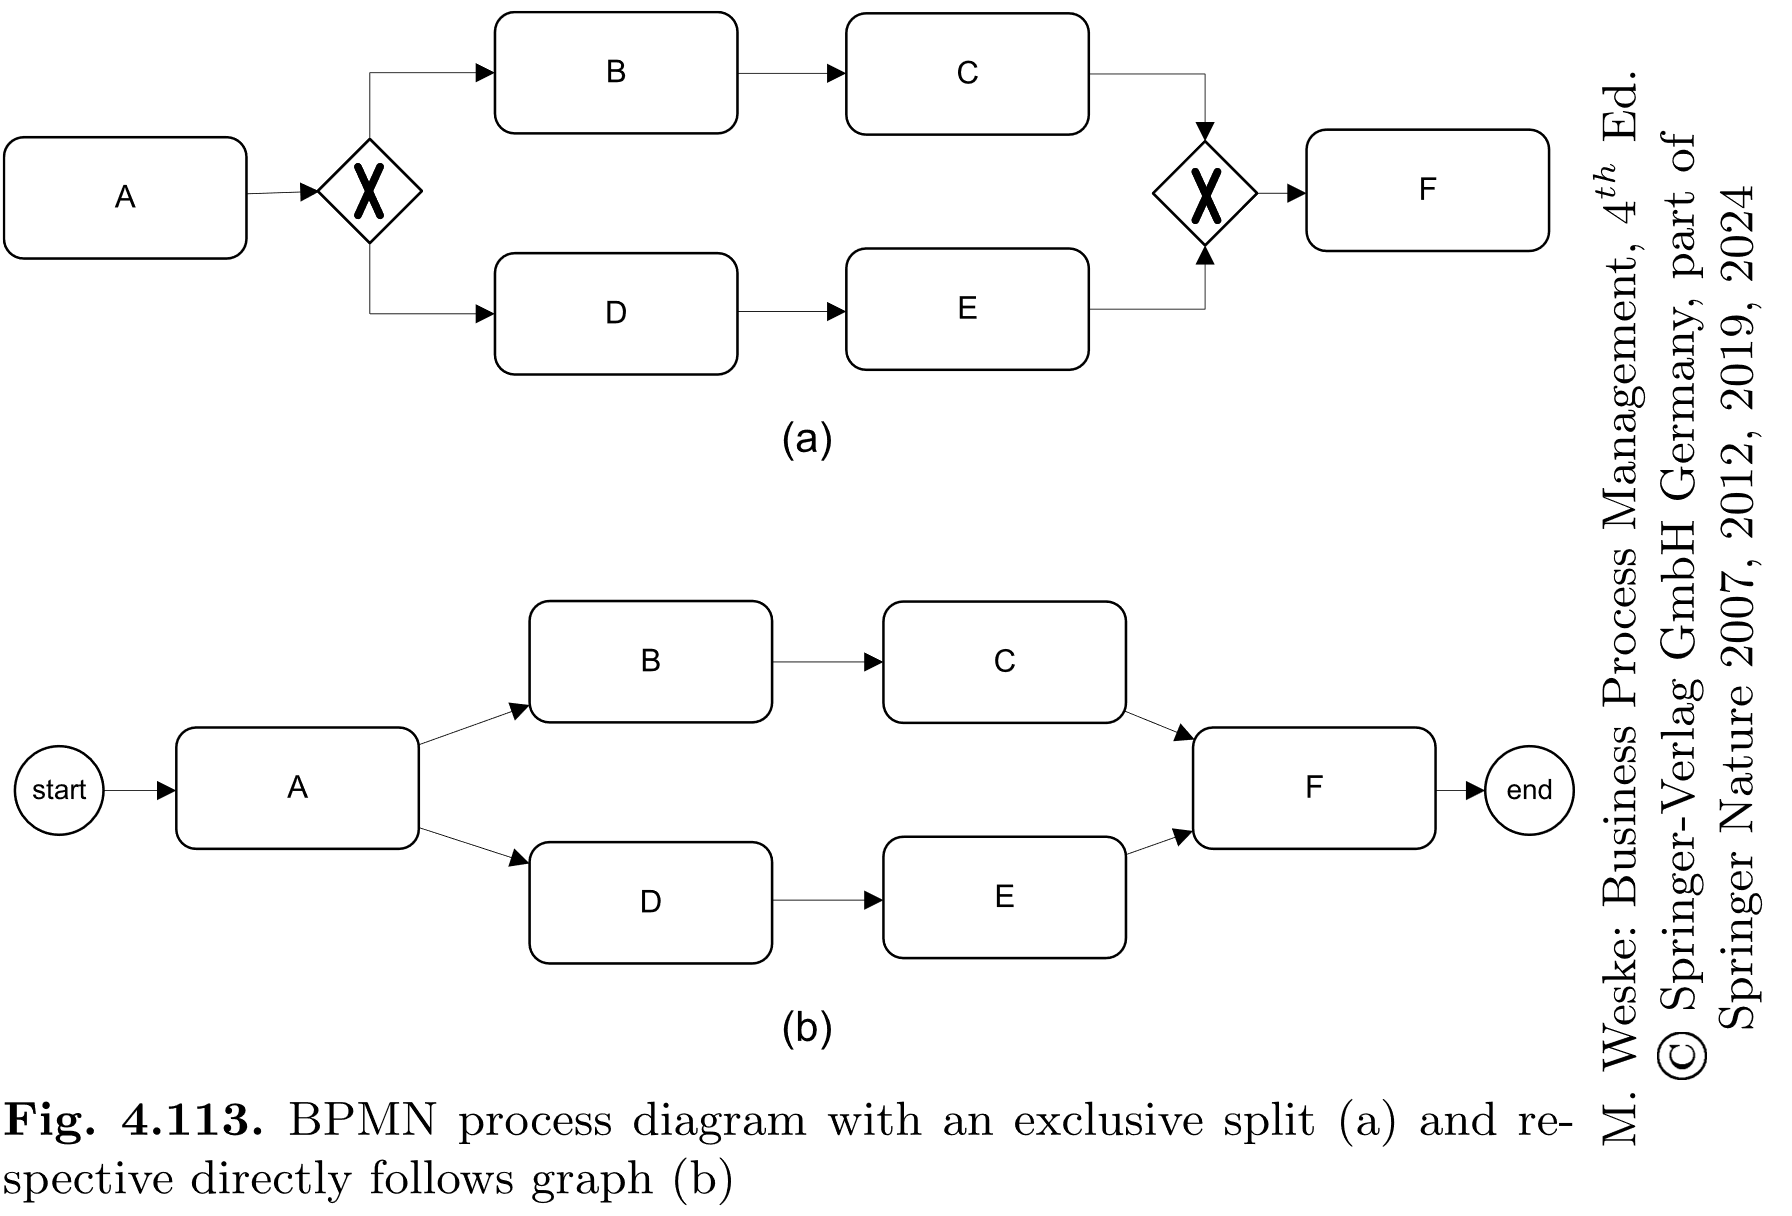 B
C
A
X
X
F
D
E
(a)
B
C
start
A
F
end
D
E
(b)
Fig. 4.113. BPMN process diagram with an exclusive split (a) and re-
spective directly follows graph (b)
M. Weske: Business Process Management, 4th Ed.
© Springer-Verlag GmbH Germany, part of
Springer Nature 2007, 2012, 2019, 2024